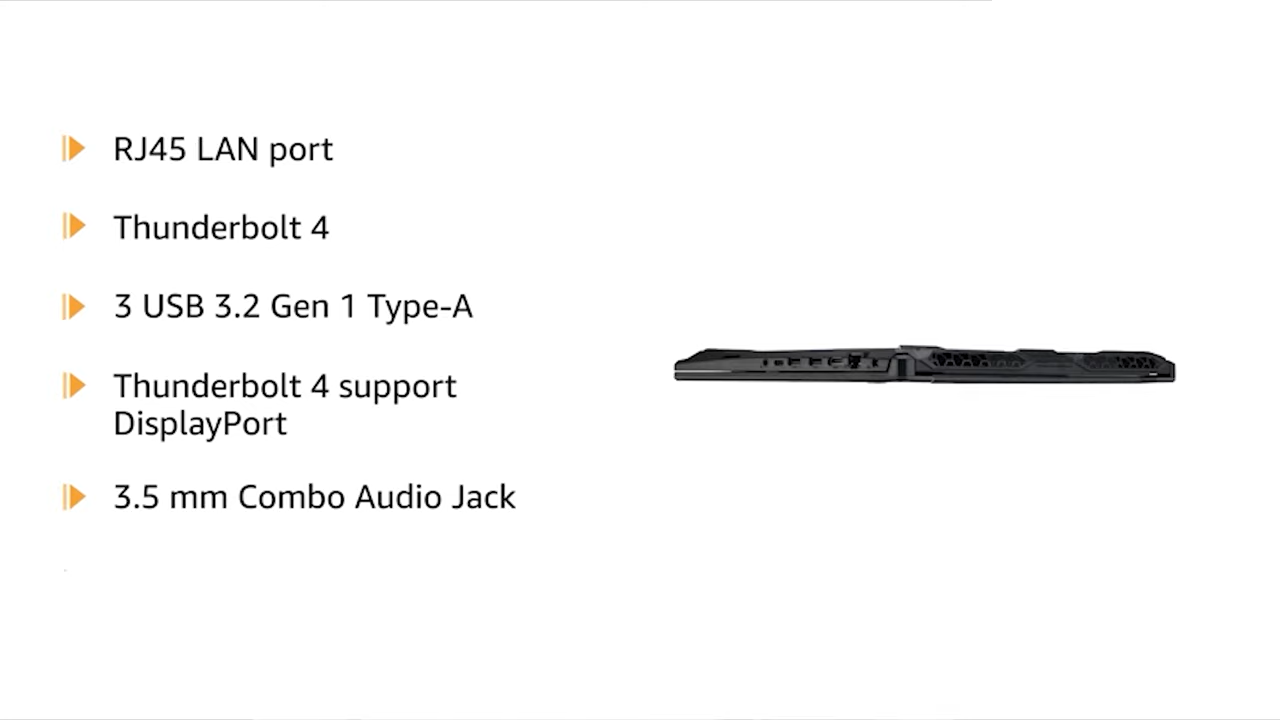 RJ45 LAN port
Thunderbolt 4
3 USB 3.2 Gen 1 Type-A
Thunderbolt 4 support
DisplayPort
3.5 mm Combo Audio Jack